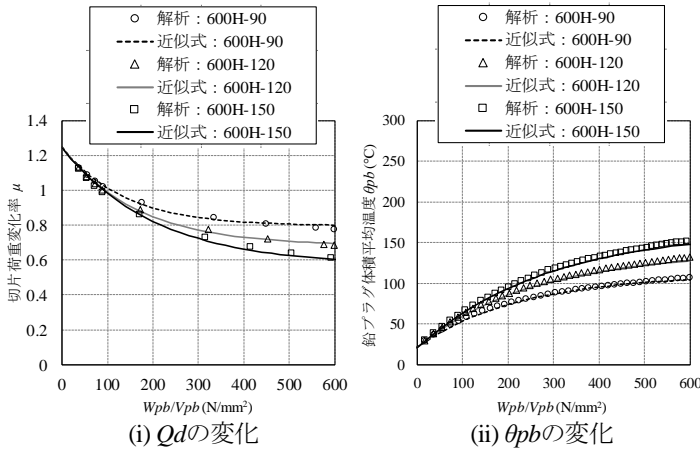 解析：600H-90
近似式：600H-90
解析：600H-120
近似式：600H-120
解析：600H-150
近似式：600H-150
切片荷重変化率 μ
1.4
1.2
1
0.8
0.6
0.4
0.2
0
0 100 200 300 400 500 600
Wpb/Vpb (N/mm²)
(i) Qdの変化
解析：600H-90
近似式：600H-90
解析：600H-120
近似式：600H-120
解析：600H-150
近似式：600H-150
鉛プラグ体積平均温度 θpb (℃)
300
250
200
150
100
50
0
0 100 200 300 400 500 600
Wpb/Vpb (N/mm²)
(ii) θpbの変化